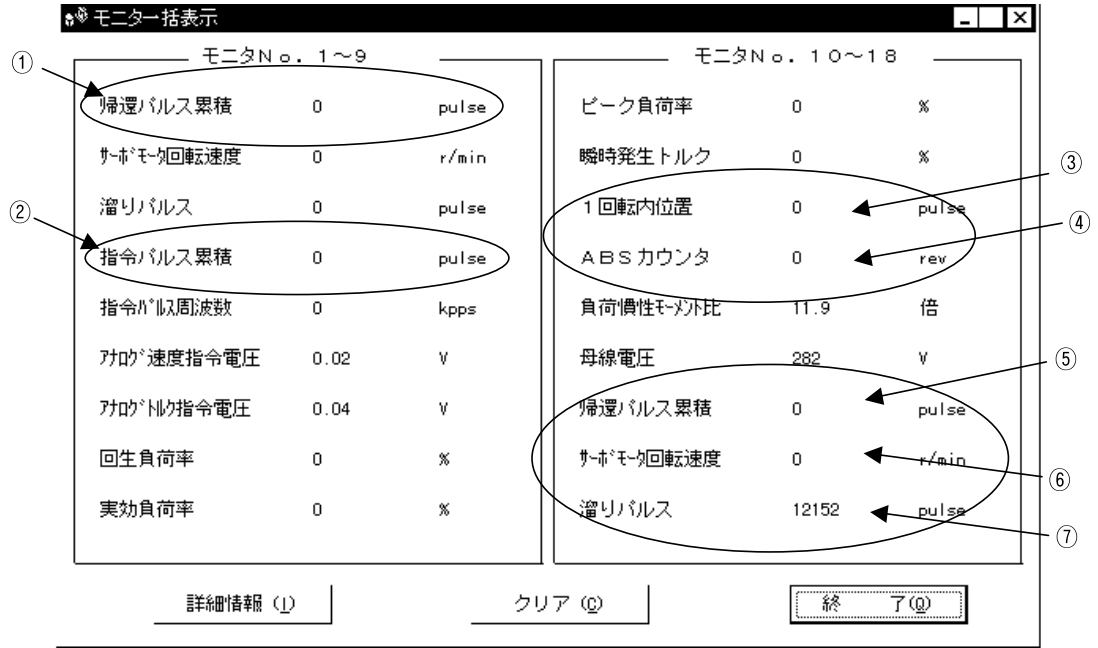 モニター括表示
① モニタNo. 1〜9
帰還パルス累積 0 pulse
ｻｰﾎﾞﾓｰﾀ回転速度 0 r/min
溜りパルス 0 pulse
② 指令パルス累積 0 pulse
指令ﾊﾟﾙｽ周波数 0 kpps
ｱﾅﾛｸﾞ速度指令電圧 0.02 V
ｱﾅﾛｸﾞﾄﾙｸ指令電圧 0.04 V
回生負荷率 0 %
実効負荷率 0 %
モニタNo. 10〜18
ピーク負荷率 0 %
瞬時発生トルク 0 %
1回転内位置 0 pulse ③
ABSカウンタ 0 rev ④
負荷慣性ﾓｰﾒﾝﾄ比 11.9 倍
母線電圧 282 V
帰還パルス累積 0 pulse ⑤
ｻｰﾎﾞﾓｰﾀ回転速度 0 r/min ⑥
溜りパルス 12152 pulse ⑦
詳細情報 (I)
クリア (C)
終 了(Q)